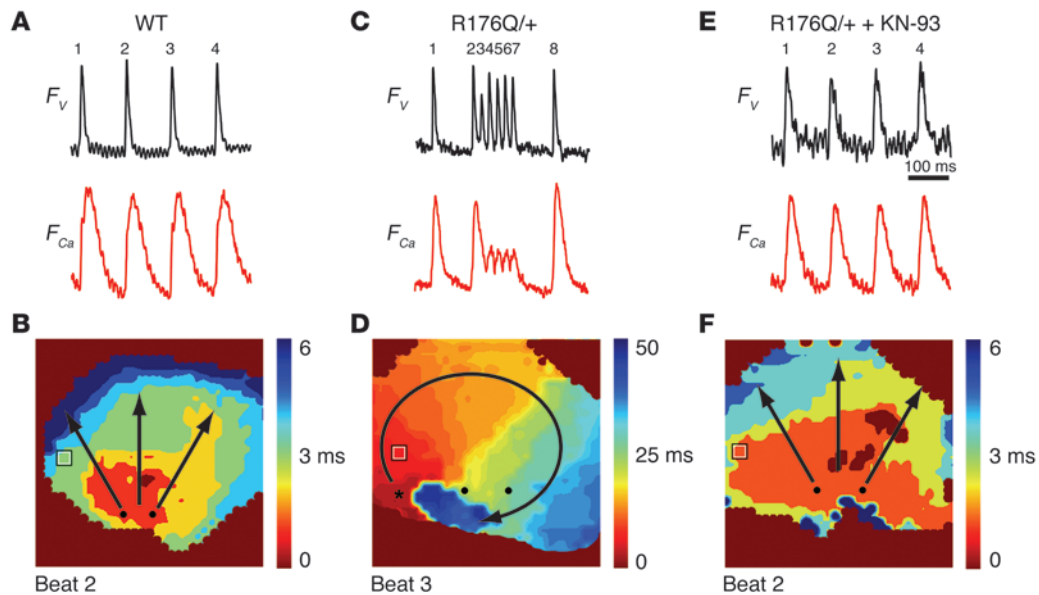 A WT
1 2 3 4
F_V
F_Ca
B
6
3 ms
0
Beat 2
C R176Q/+
1 234567 8
F_V
F_Ca
D
50
25 ms
0
*
Beat 3
E R176Q/+ + KN-93
1 2 3 4
F_V
100 ms
F_Ca
F
6
3 ms
0
Beat 2